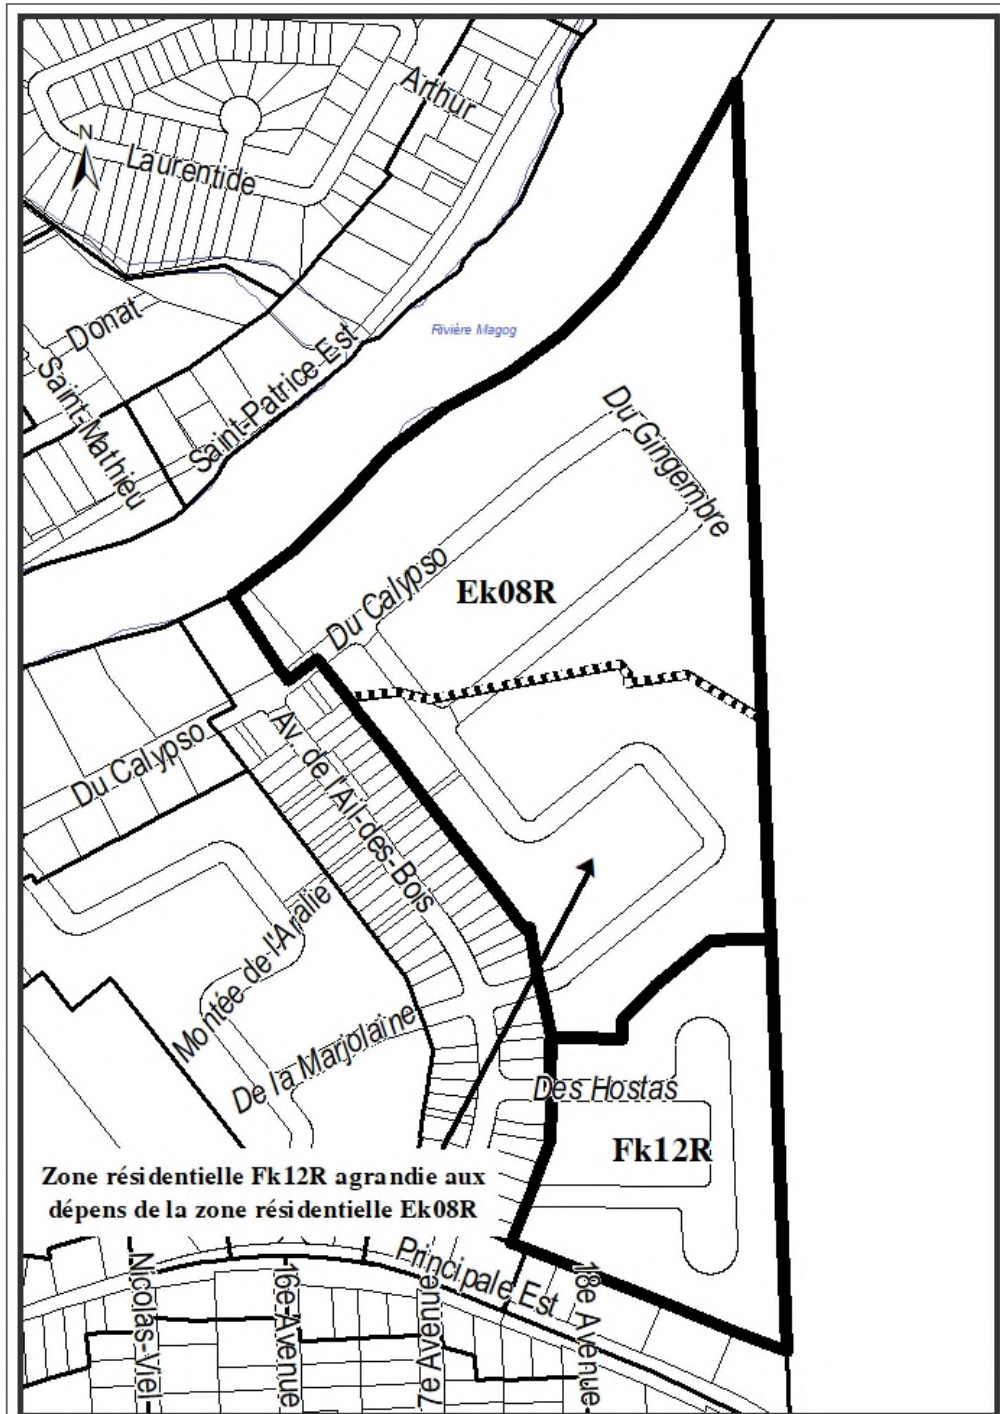 Arthur
N
Laurentide
Donat
Rivière Magog
Saint-Patrice Est
Saint-Mathieu
Du Gingembre
Du Calypso
Ek08R
Du Calypso
Av. de l'Ail-des-Bois
Montée de l'Aralie
De la Marjolaine
Des Hostas
Fk12R
Zone résidentielle Fk12R agrandie aux
dépens de la zone résidentielle Ek08R
Principale Est
Nicolas-Viel
16e Avenue
18e Avenue